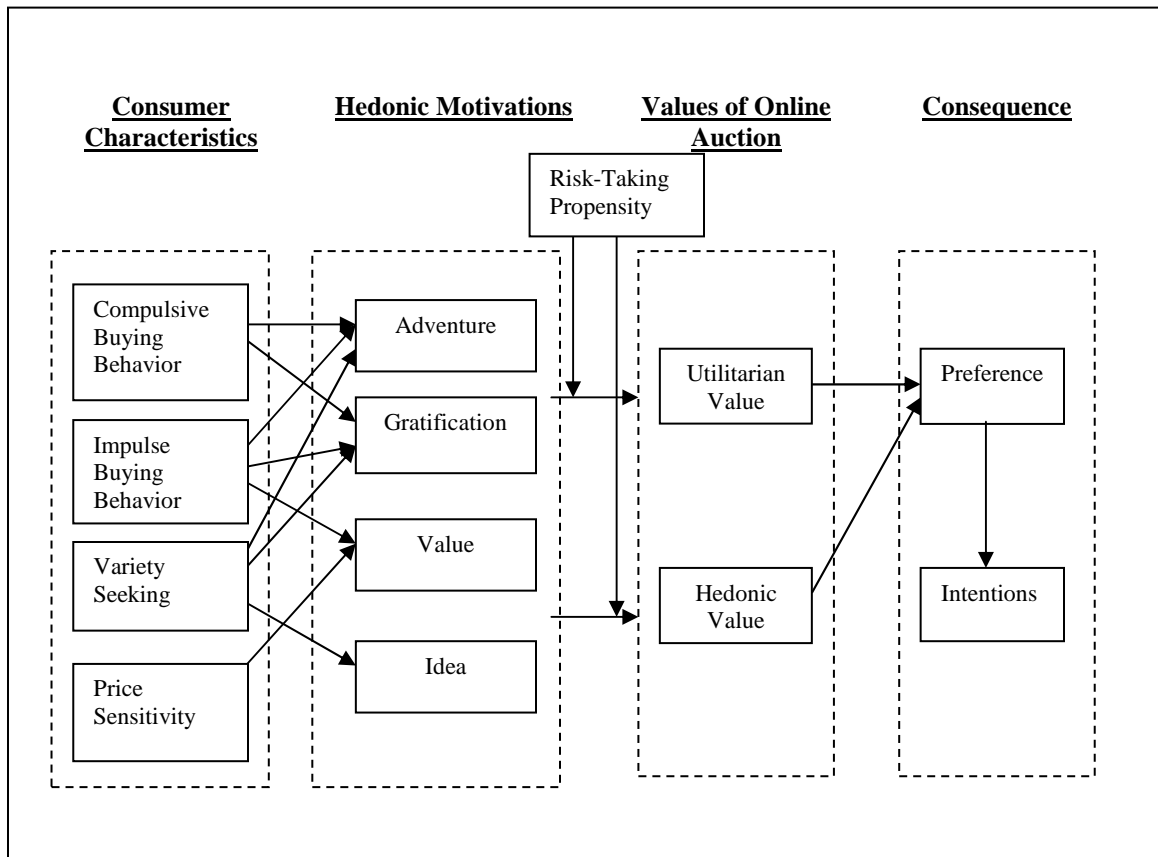 Consumer
Characteristics
Hedonic Motivations
Values of Online
Auction
Consequence
Risk-Taking
Propensity
Compulsive
Buying
Behavior
Impulse
Buying
Behavior
Variety
Seeking
Price
Sensitivity
Adventure
Gratification
Value
Idea
Utilitarian
Value
Hedonic
Value
Preference
Intentions